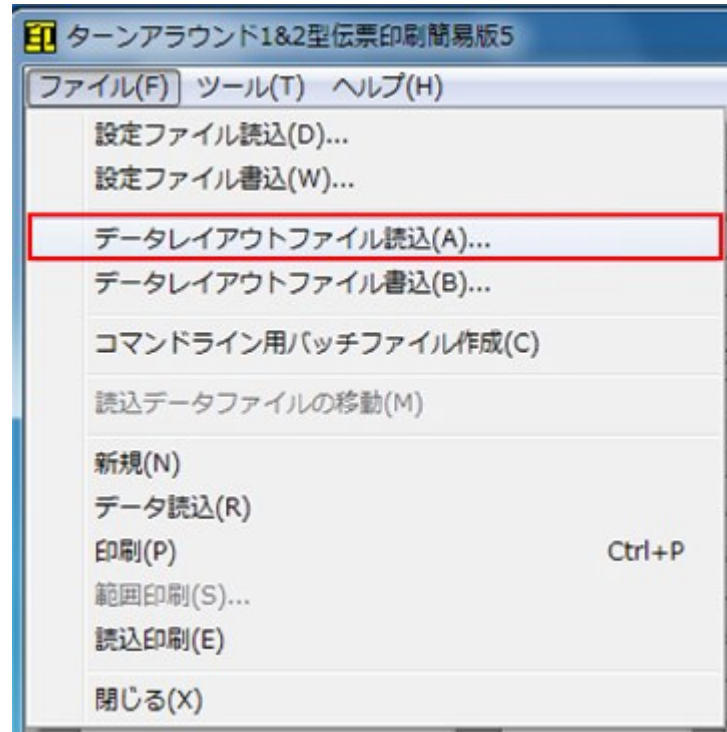 印 ターンアラウンド1&2型伝票印刷簡易版5
ファイル(F) ツール(T) ヘルプ(H)
設定ファイル読込(D)...
設定ファイル書込(W)...
データレイアウトファイル読込(A)...
データレイアウトファイル書込(B)...
コマンドライン用バッチファイル作成(C)
読込データファイルの移動(M)
新規(N)
データ読込(R)
印刷(P) Ctrl+P
範囲印刷(S)...
読込印刷(E)
閉じる(X)